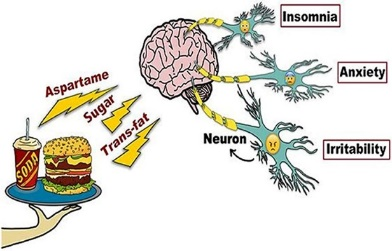 Insomnia
Aspartame
Sugar
Trans-fat
Anxiety
SODA
Neuron
Irritability